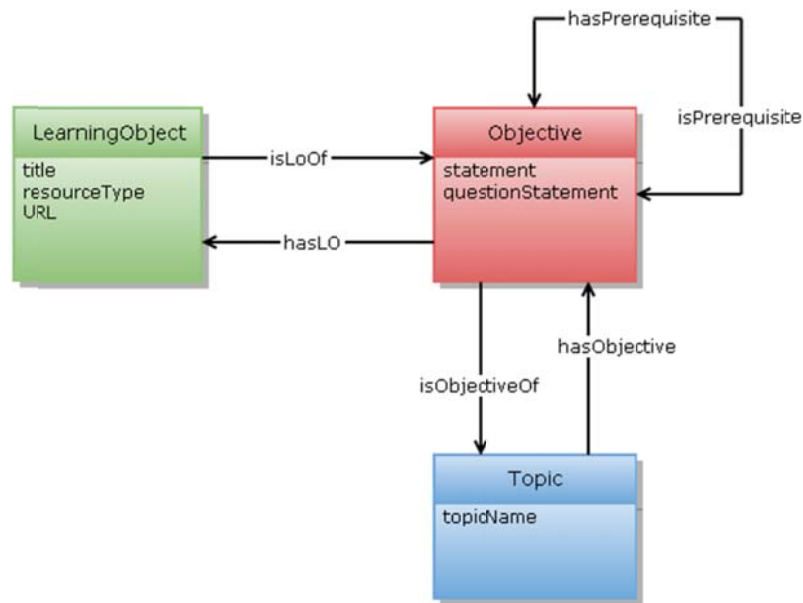 hasPrerequisite
isPrerequisite
LearningObject
title
resourceType
URL
isLoOf
hasLO
Objective
statement
questionStatement
isObjectiveOf
hasObjective
Topic
topicName